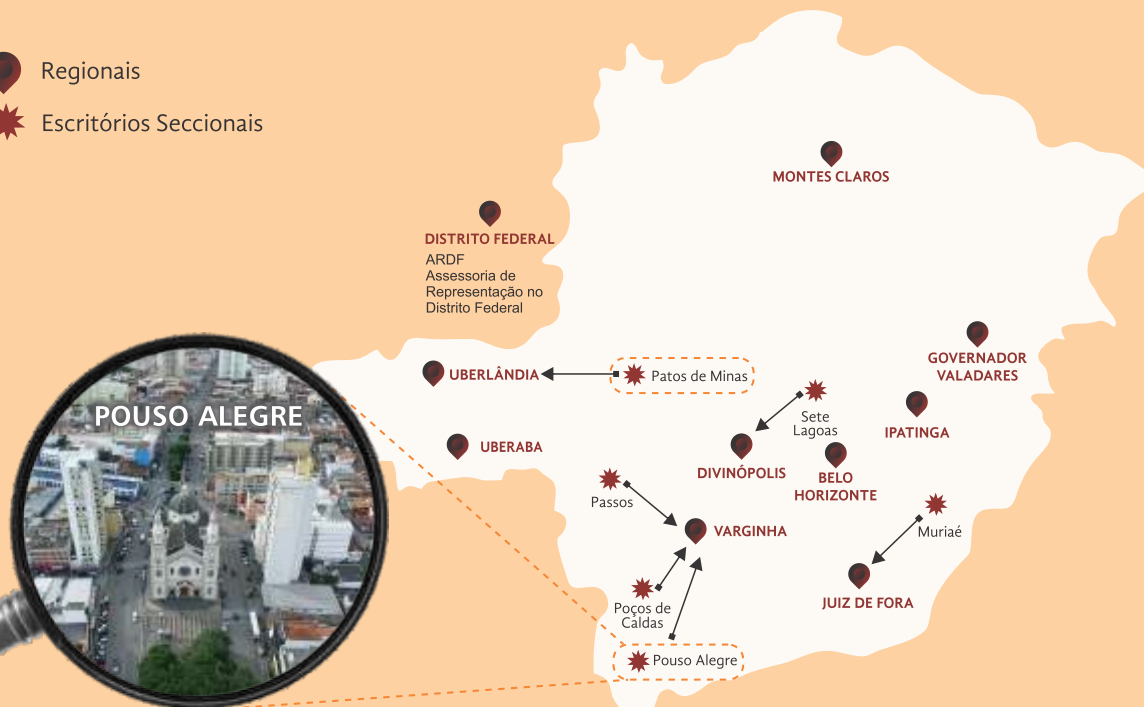 Regionais
Escritórios Seccionais
MONTES CLAROS
DISTRITO FEDERAL
ARDF
Assessoria de
Representação no
Distrito Federal
GOVERNADOR
VALADARES
UBERLÂNDIA
Patos de Minas
POUSO ALEGRE
Sete
Lagoas
IPATINGA
UBERABA
DIVINÓPOLIS
BELO
HORIZONTE
Passos
VARGINHA
Muriaé
Poços de
Caldas
JUIZ DE FORA
Pouso Alegre